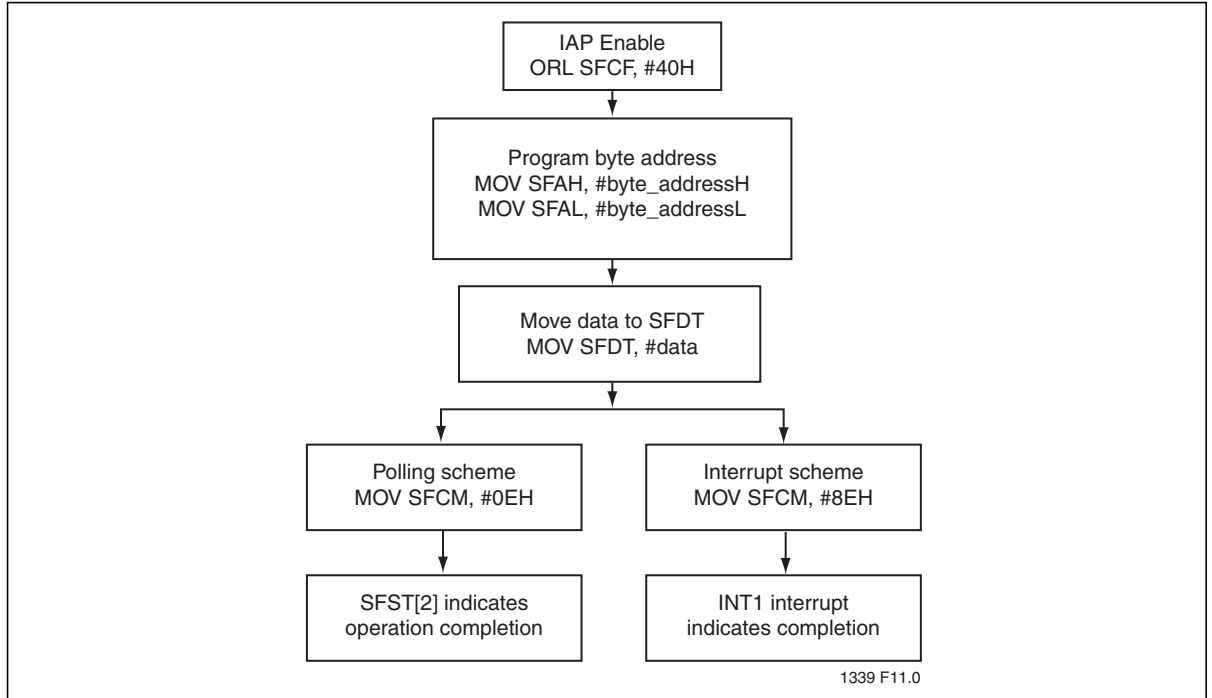 IAP Enable
ORL SFCF, #40H
Program byte address
MOV SFAH, #byte_addressH
MOV SFAL, #byte_addressL
Move data to SFDT
MOV SFDT, #data
Polling scheme
MOV SFCM, #0EH
Interrupt scheme
MOV SFCM, #8EH
SFST[2] indicates
operation completion
INT1 interrupt
indicates completion
1339 F11.0